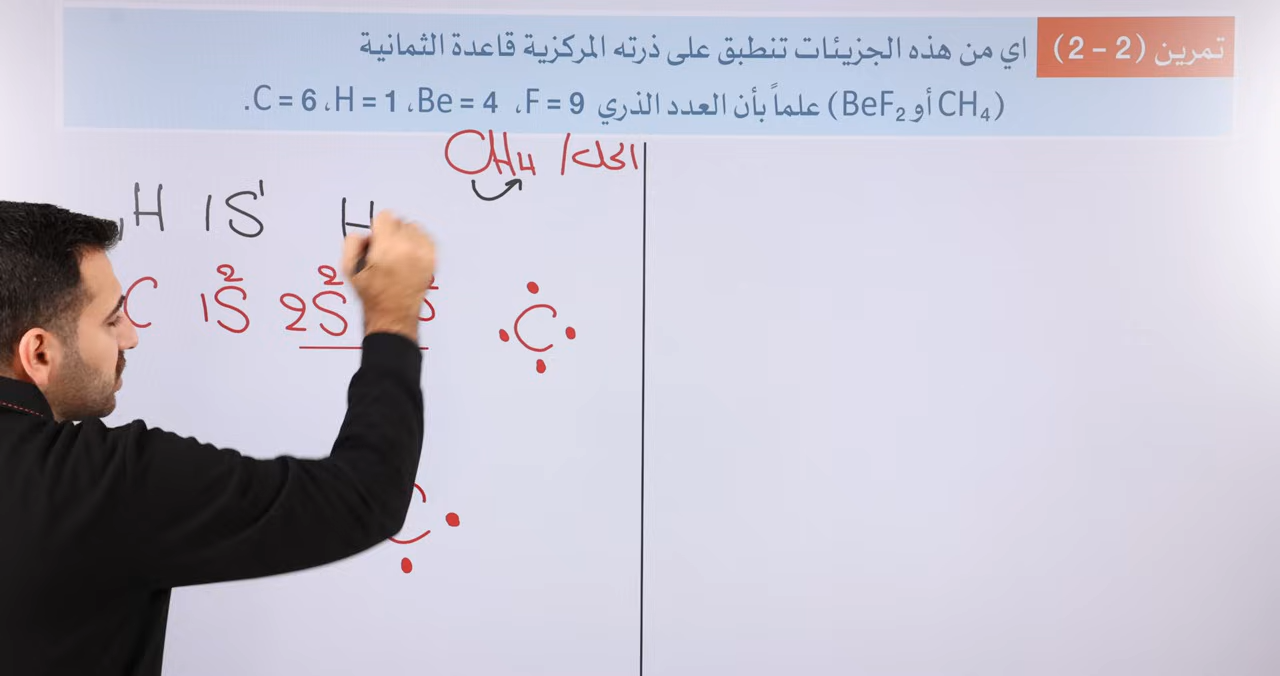 تمرين (2 - 2) اي من هذه الجزيئات تنطبق على ذرته المركزية قاعدة الثمانية
(CH₄ أو BeF₂) علماً بأن العدد الذري F = 9 ، Be = 4 ، H = 1 ، C = 6.
الحل/ CH₄
₁H 1S¹ H
C 1S² 2S²
C